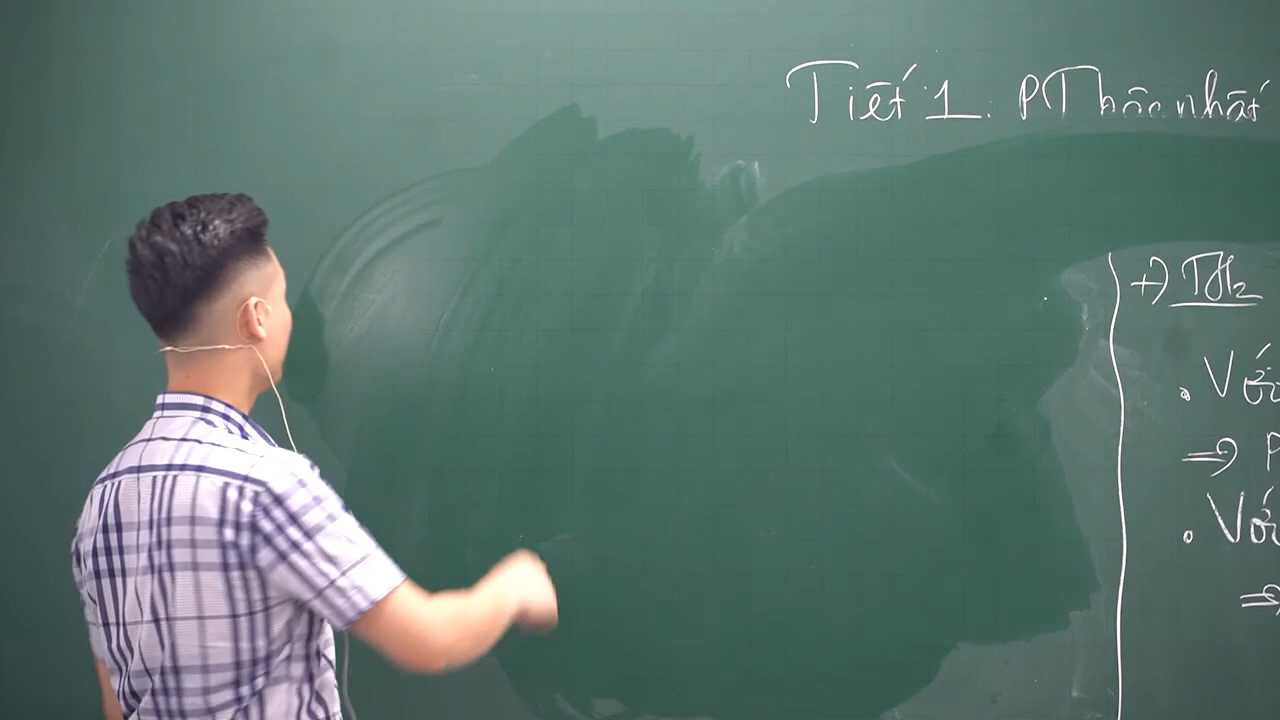 Tiết 1: PT bậc nhất
+) TH2
. Với
=> P
. Với
=>